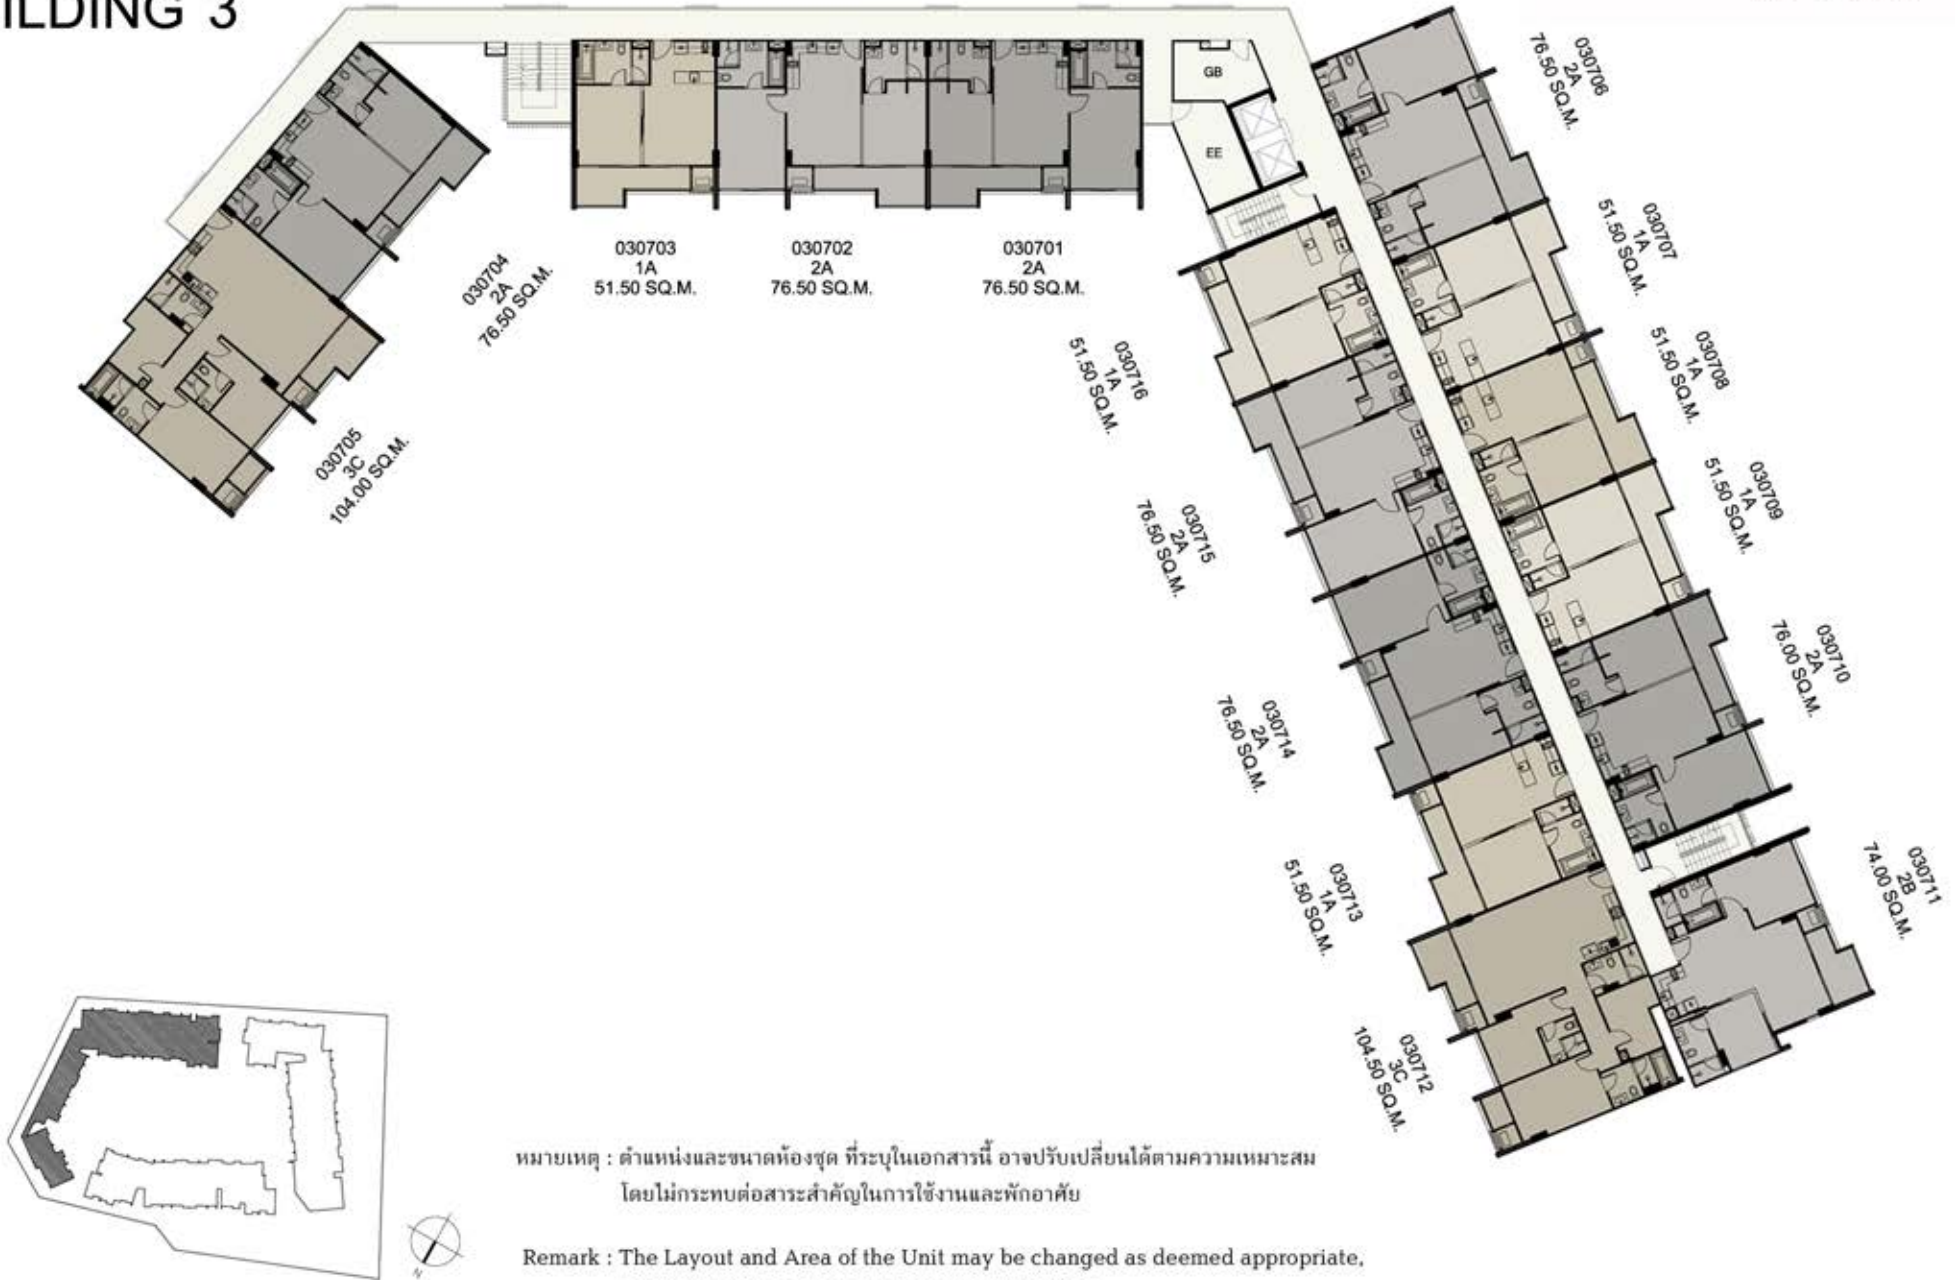 ILDING 3
GB
EE
030703
1A
51.50 SQ.M.
030702
2A
76.50 SQ.M.
030701
2A
76.50 SQ.M.
030704
2A
76.50 SQ.M.
030705
3C
104.00 SQ.M.
030706
2A
76.50 SQ.M.
030707
1A
51.50 SQ.M.
030708
1A
51.50 SQ.M.
030709
1A
51.50 SQ.M.
030710
2A
76.00 SQ.M.
030711
2B
74.00 SQ.M.
030716
1A
51.50 SQ.M.
030715
2A
76.50 SQ.M.
030714
2A
76.50 SQ.M.
030713
1A
51.50 SQ.M.
030712
3C
104.50 SQ.M.
N
หมายเหตุ : ตำแหน่งและขนาดห้องชุด ที่ระบุในเอกสารนี้ อาจปรับเปลี่ยนได้ตามความเหมาะสม
โดยไม่กระทบต่อสาระสำคัญในการใช้งานและพักอาศัย
Remark : The Layout and Area of the Unit may be changed as deemed appropriate,